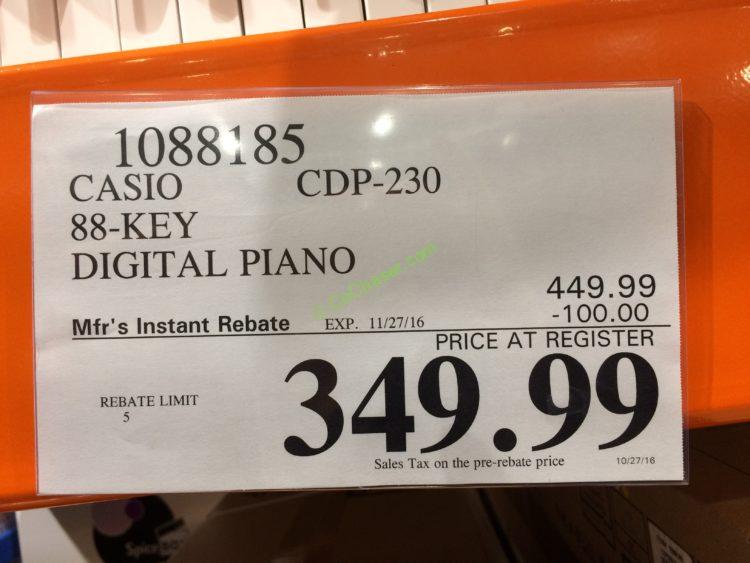 1088185
CASIO CDP-230
88-KEY
DIGITAL PIANO
449.99
Mfr's Instant Rebate EXP. 11/27/16 -100.00
PRICE AT REGISTER
349.99
REBATE LIMIT
5
Sales Tax on the pre-rebate price 10/27/16